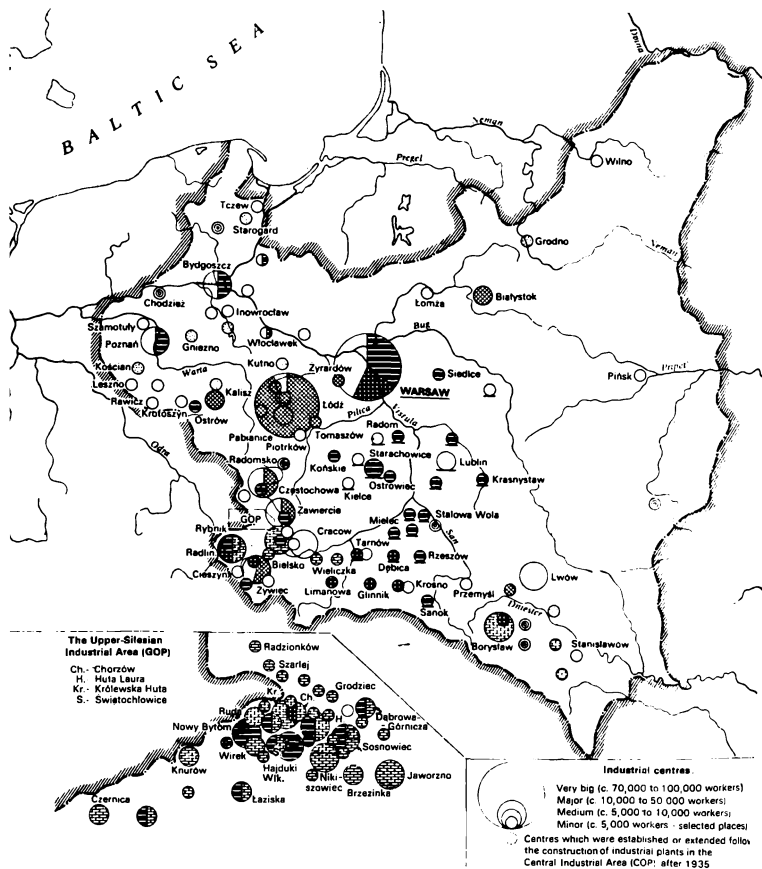 BALTIC SEA
Dvina
Neman
Pregel
Wilno
Tczew
Starogard
Grodno
Neman
Bydgoszcz
Chodzież
Łomża
Białystok
Szamotuły
Inowrocław
Poznań
Gniezno
Włocławek
Bug
Kościan
Kutno
Żyrardów
Siedlce
Leszno
Warta
WARSAW
Pińsk
Pripet
Rawicz
Kalisz
Łódź
Krotoszyn
Ostrów
Pilica
Vistula
Pabianice
Tomaszów
Radom
Odra
Piotrków
Radomsko
Końskie
Starachowice
Lublin
Częstochowa
Ostrowiec
Krasnystaw
Kielce
Zawercie
GOP
Mielec
Stalowa Wola
Rybnik
Cracow
San
Radlin
Tarnów
Rzeszów
Cieszyn
Bielsko
Wieliczka
Dębica
Lwów
Żywiec
Limanowa
Glinnik
Krosno
Przemyśl
Sanok
Dniester
Borysław
Stanisławów
The Upper-Silesian
Industrial Area (GOP)
Ch.- Chorzów
H. Huta Laura
Kr.- Królewska Huta
S.- Świętochłowice
Radzionków
Szarlej
Kr
Ch.
Grodziec
Ruda
H
Dąbrowa-
Górnicza
Nowy Bytom
Wirek
S
Sosnowiec
Knurów
Hajduki
Wlk.
Niki-
szowiec
Brzezinka
Jaworzno
Czernica
Łaziska
Industrial centres
Very big (c. 70,000 to 100,000 workers)
Major (c. 10,000 to 50 000 workers)
Medium (c. 5,000 to 10,000 workers)
Minor (c. 5,000 workers - selected places)
Centres which were established or extended
the construction of industrial plants in the
Central Industrial Area (COP) after 1935